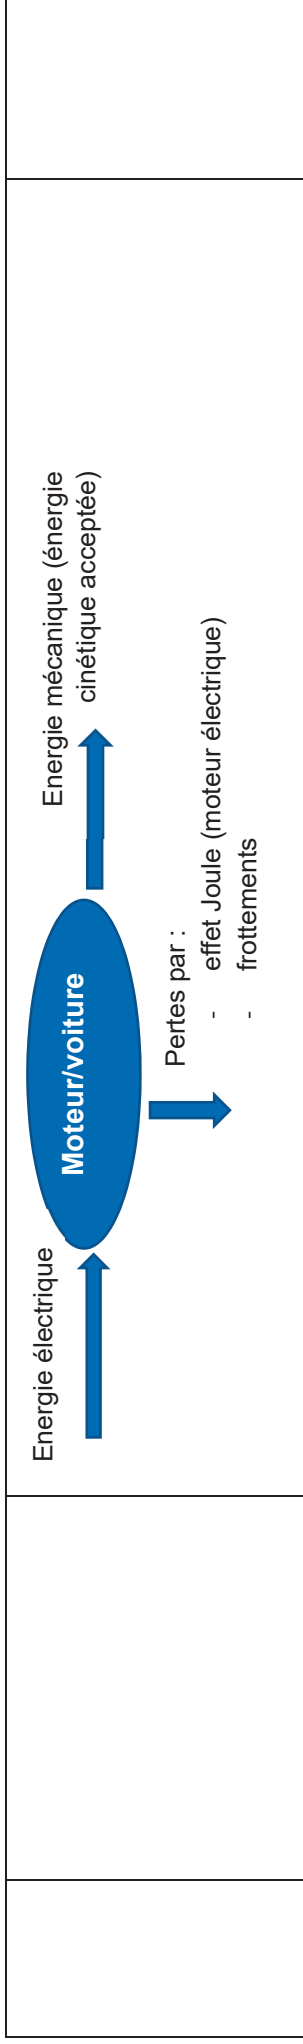 Energie électrique
Moteur/voiture
Energie mécanique (énergie
cinétique acceptée)
Pertes par :
- effet Joule (moteur électrique)
- frottements